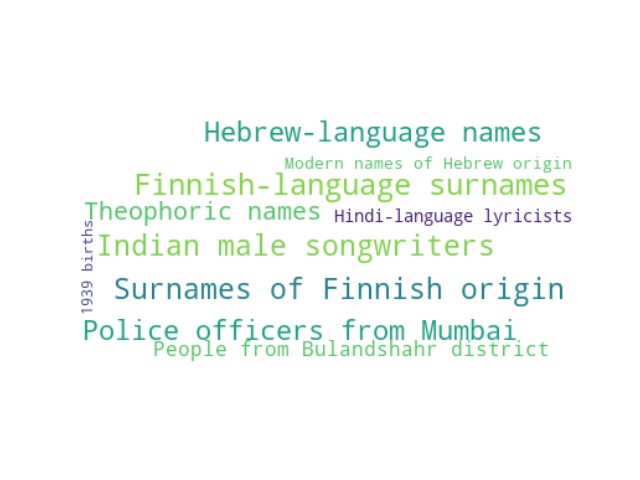 Hebrew-language names
Modern names of Hebrew origin
Finnish-language surnames
Theophoric names
Hindi-language lyricists
1939 births
Indian male songwriters
Surnames of Finnish origin
Police officers from Mumbai
People from Bulandshahr district